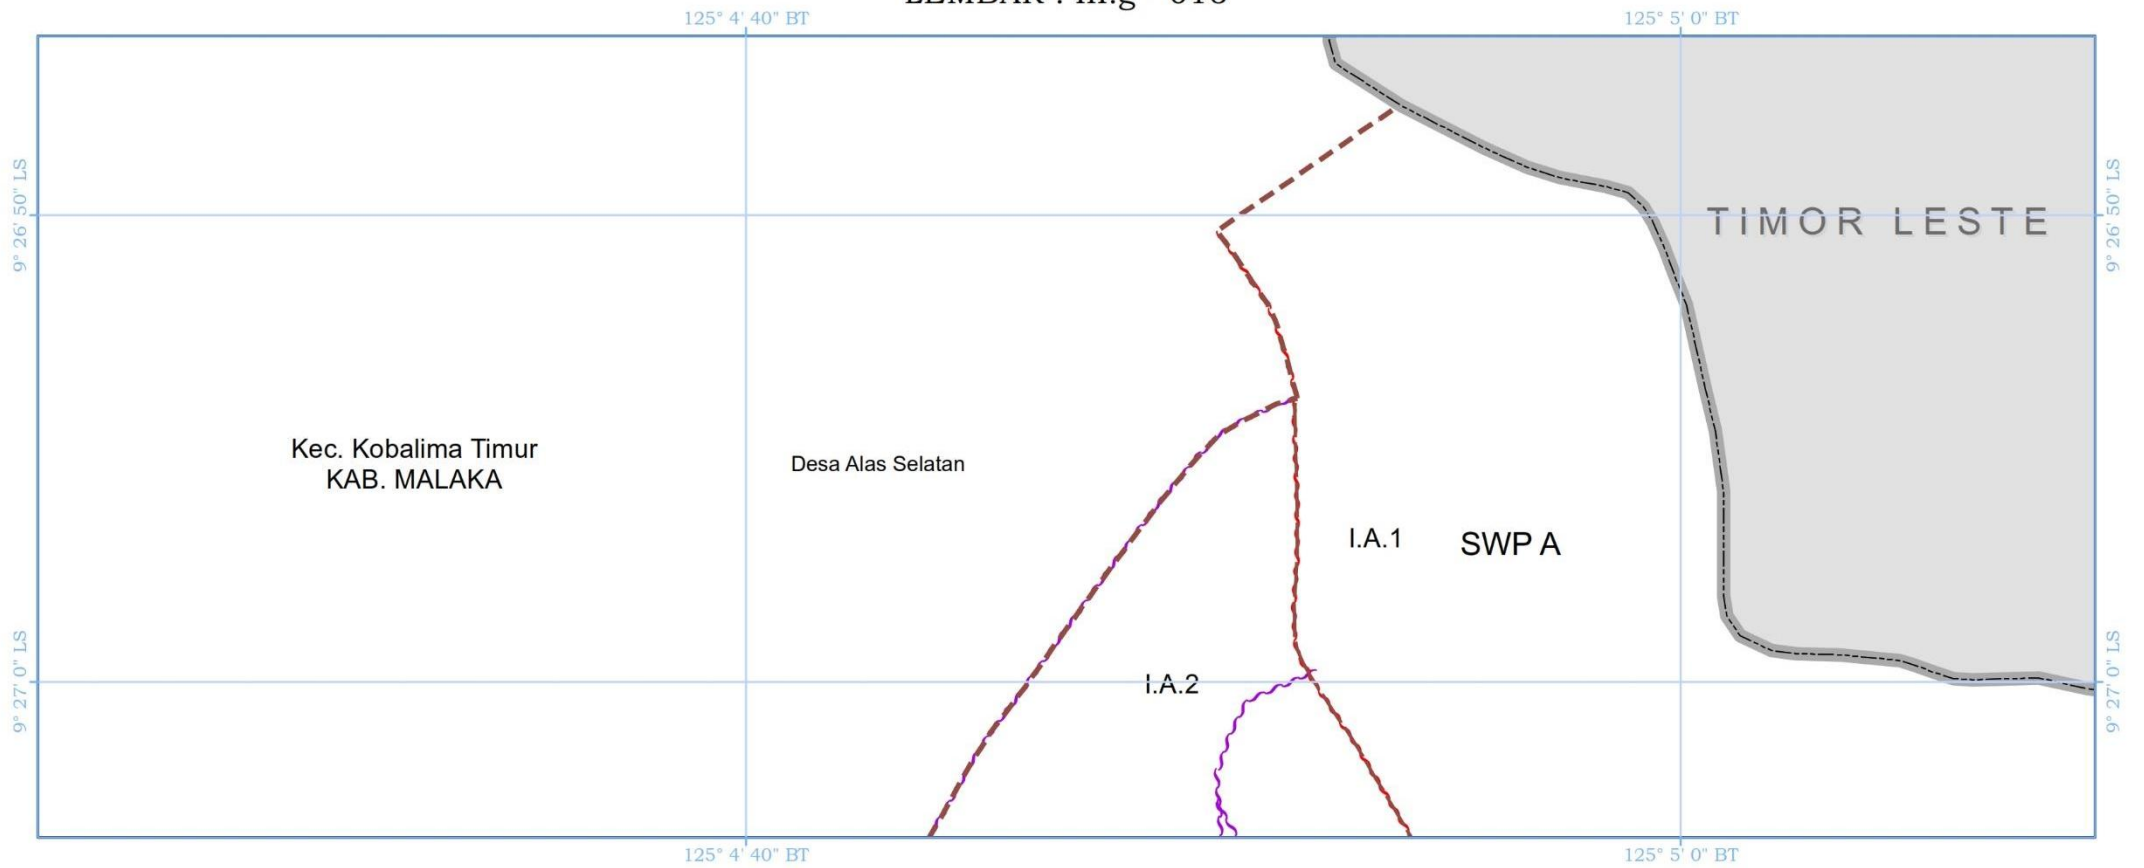 125° 4' 40" BT
125° 5' 0" BT
9° 26' 50" LS
9° 26' 50" LS
TIMOR LESTE
Kec. Kobalima Timur
KAB. MALAKA
Desa Alas Selatan
I.A.1
SWP A
I.A.2
9° 27' 0" LS
9° 27' 0" LS
125° 4' 40" BT
125° 5' 0" BT